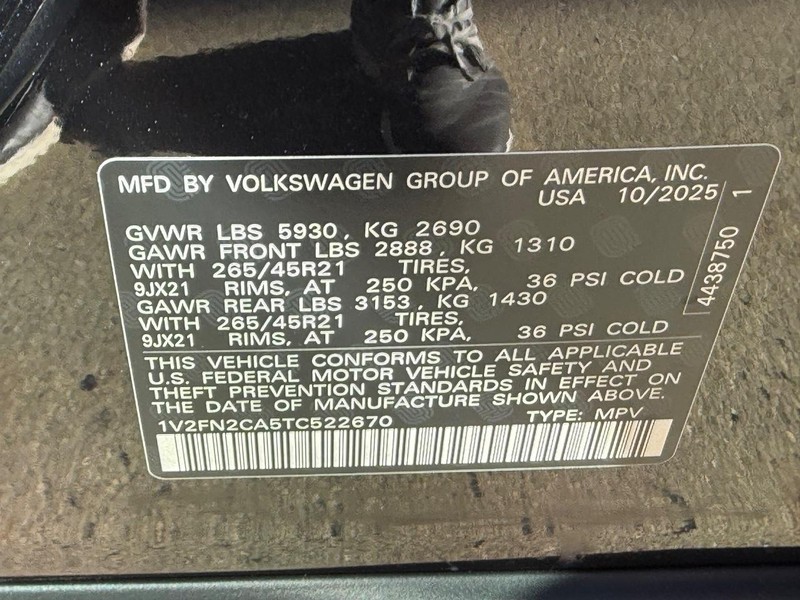 MFD BY VOLKSWAGEN GROUP OF AMERICA, INC.
USA 10/2025
GVWR LBS 5930, KG 2690
GAWR FRONT LBS 2888, KG 1310
WITH 265/45R21 TIRES,
9JX21 RIMS, AT 250 KPA, 36 PSI COLD
GAWR REAR LBS 3153, KG 1430
WITH 265/45R21 TIRES,
9JX21 RIMS, AT 250 KPA, 36 PSI COLD
THIS VEHICLE CONFORMS TO ALL APPLICABLE
U.S. FEDERAL MOTOR VEHICLE SAFETY AND
THEFT PREVENTION STANDARDS IN EFFECT ON
THE DATE OF MANUFACTURE SHOWN ABOVE.
1V2FN2CA5TC522670 TYPE: MPV
4438750 1